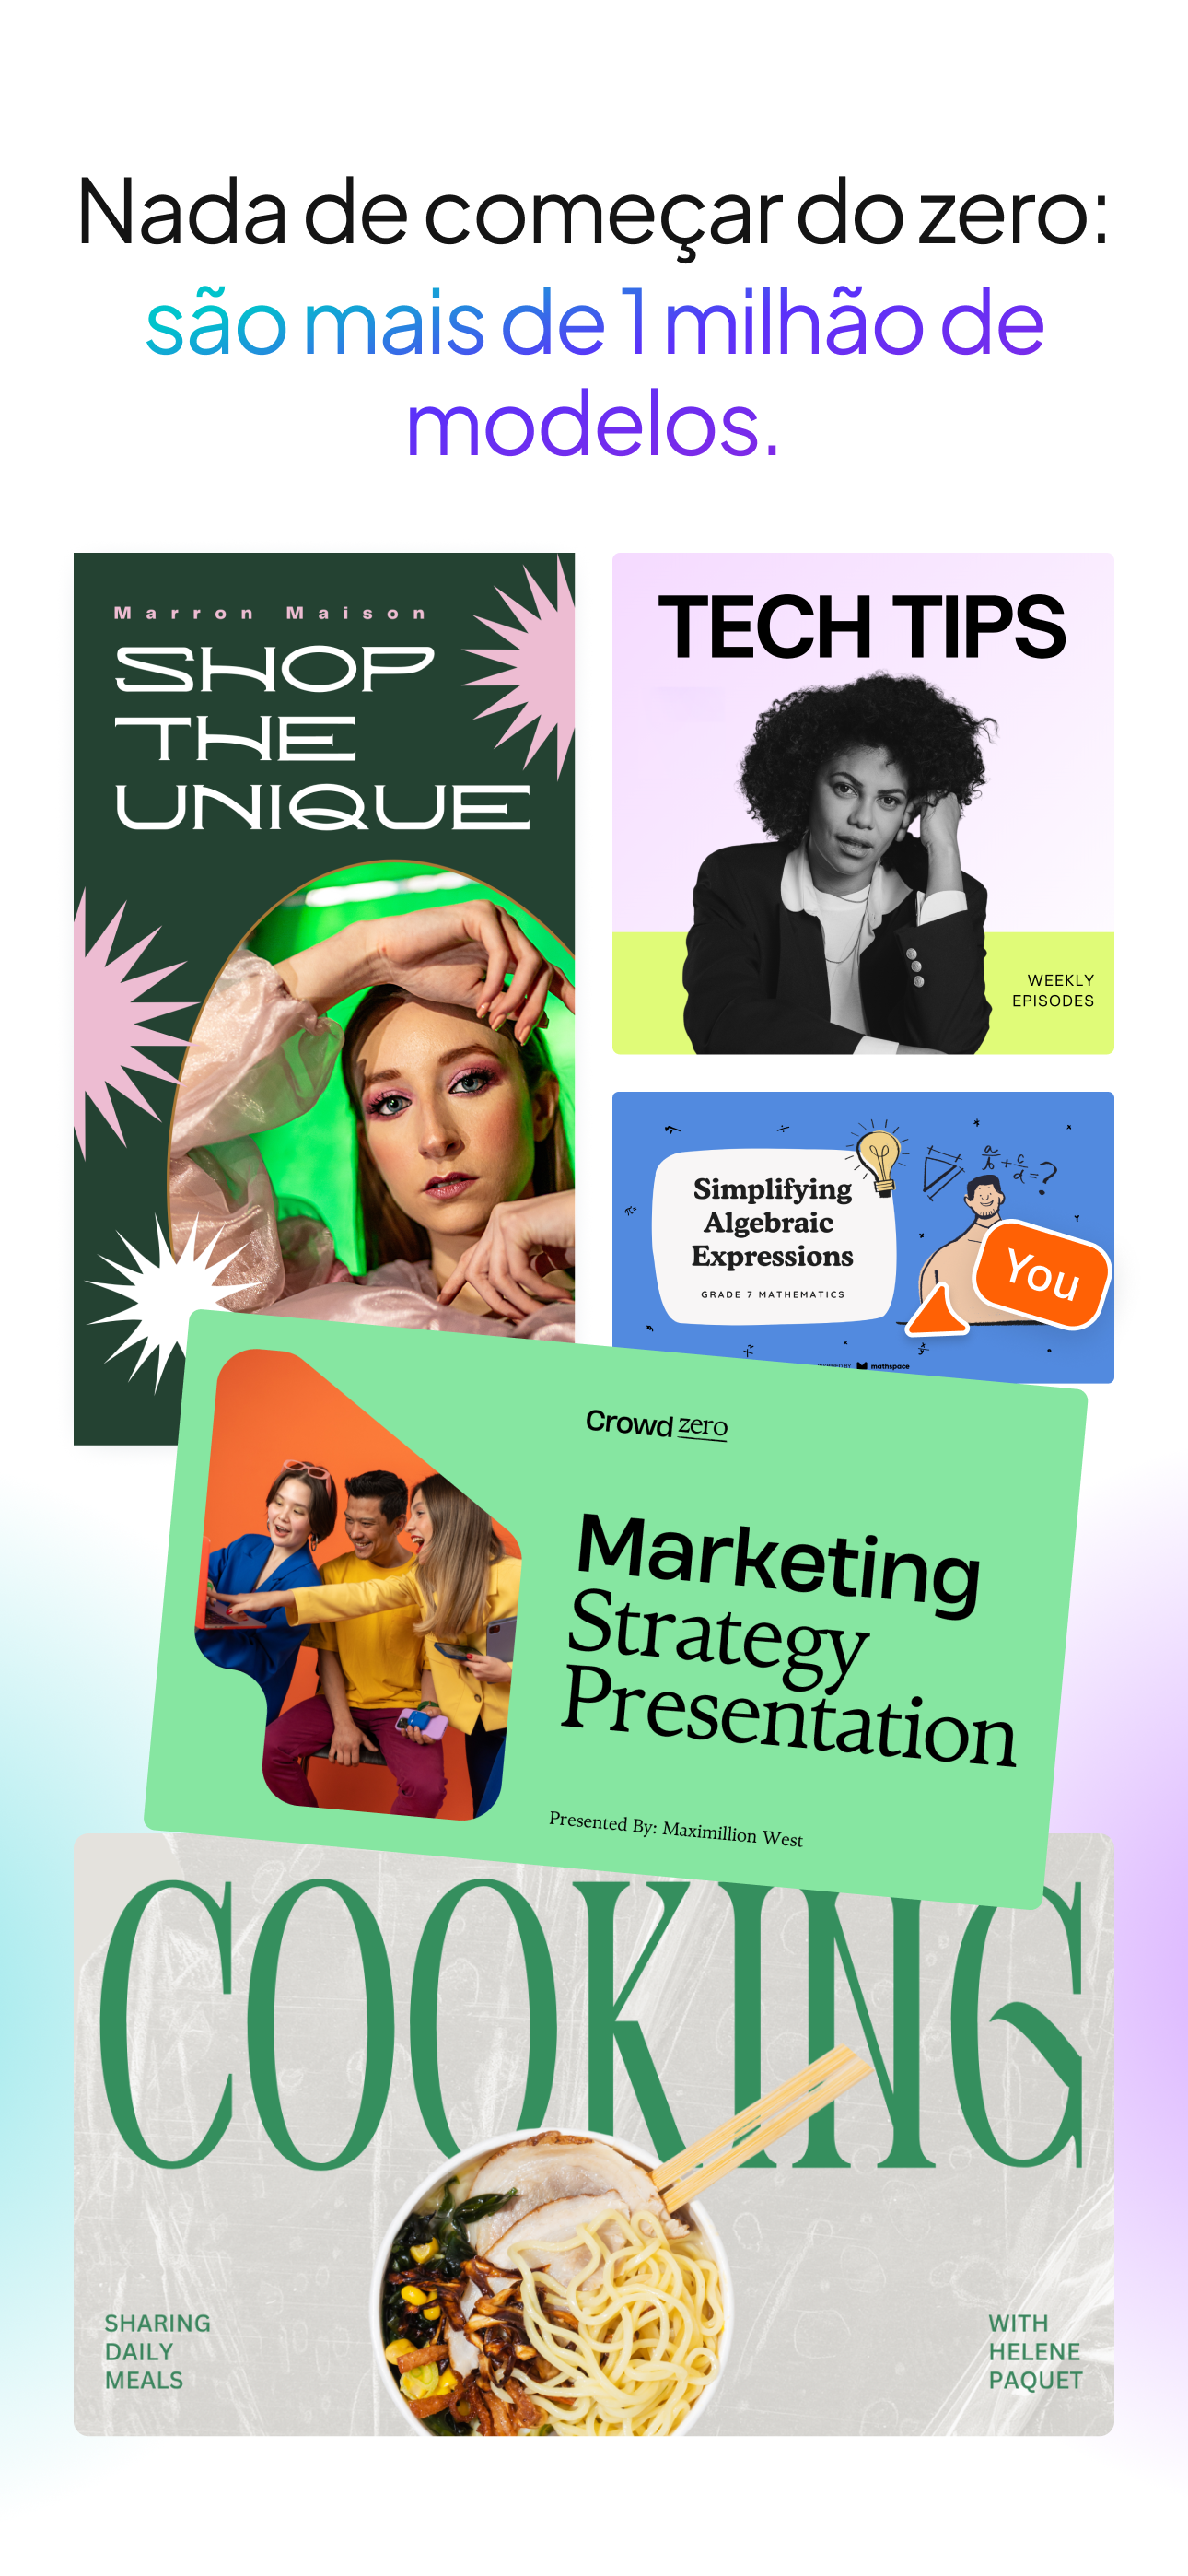 Nada de começar do zero:
são mais de 1 milhão de
modelos.
Marron Maison
SHOP
THE
UNIQUE
TECH TIPS
WEEKLY
EPISODES
Simplifying
Algebraic
Expressions
GRADE 7 MATHEMATICS
a/b + c/d = ?
You
BY
mathspace
Crowd zero
Marketing
Strategy
Presentation
Presented By: Maximillion West
COOKING
SHARING
DAILY
MEALS
WITH
HELENE
PAQUET